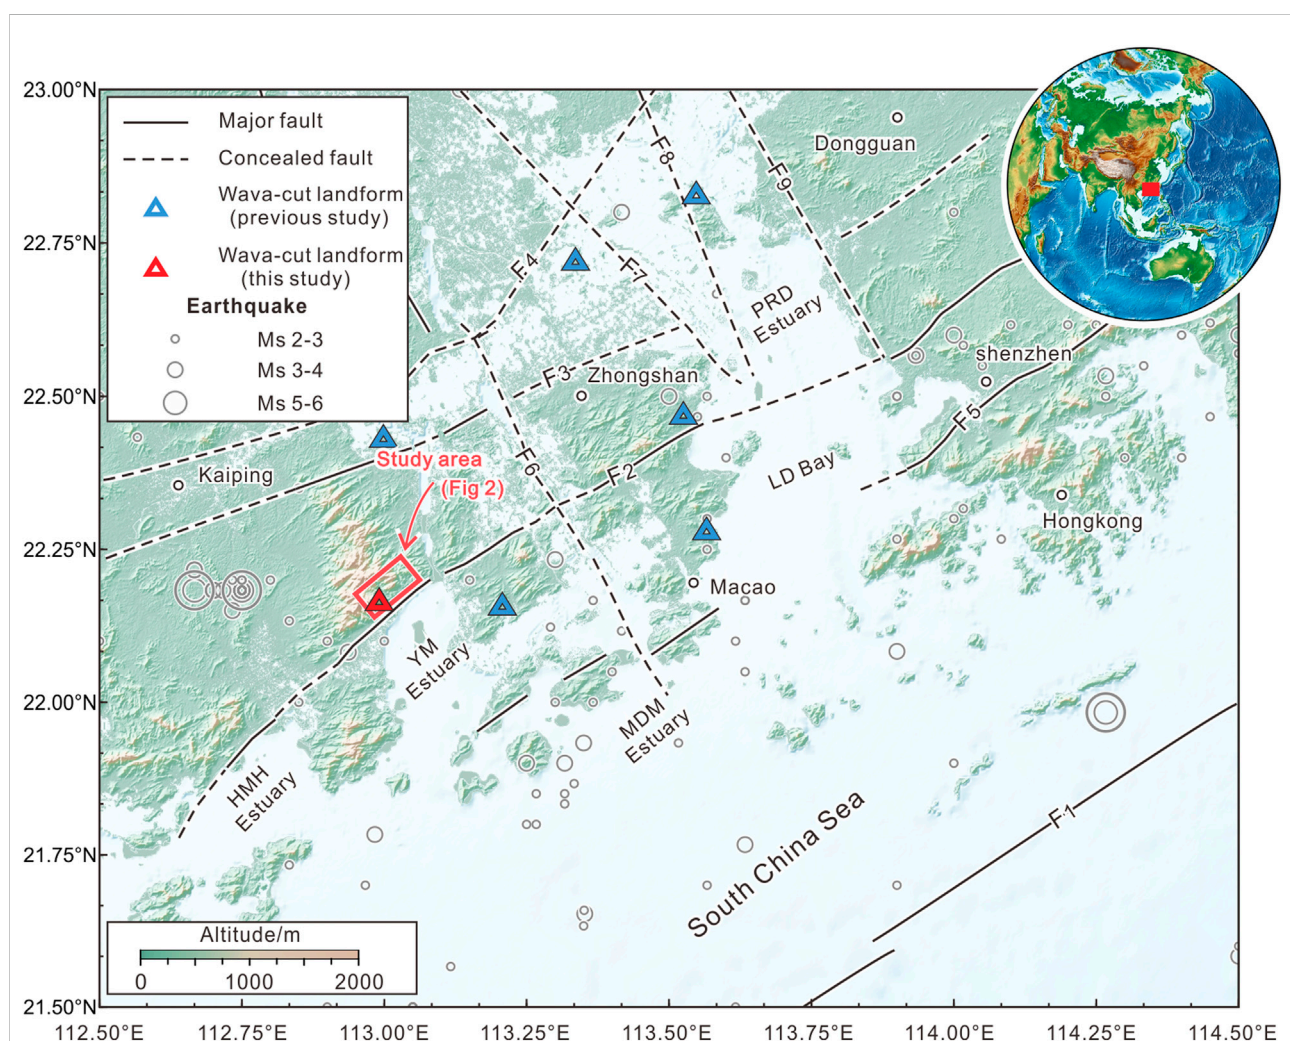 23.00°N
22.75°N
22.50°N
22.25°N
22.00°N
21.75°N
21.50°N
112.50°E
112.75°E
113.00°E
113.25°E
113.50°E
113.75°E
114.00°E
114.25°E
114.50°E
Major fault
Concealed fault
Wava-cut landform
(previous study)
Wava-cut landform
(this study)
Earthquake
Ms 2-3
Ms 3-4
Ms 5-6
Dongguan
F8
F9
F4
F7
PRD
Estuary
F3
Zhongshan
shenzhen
F5
Kaiping
Study area
(Fig 2)
F6
F2
LD Bay
Hongkong
Macao
YM
Estuary
MDM
Estuary
HMH
Estuary
South China Sea
F1
Altitude/m
0
1000
2000